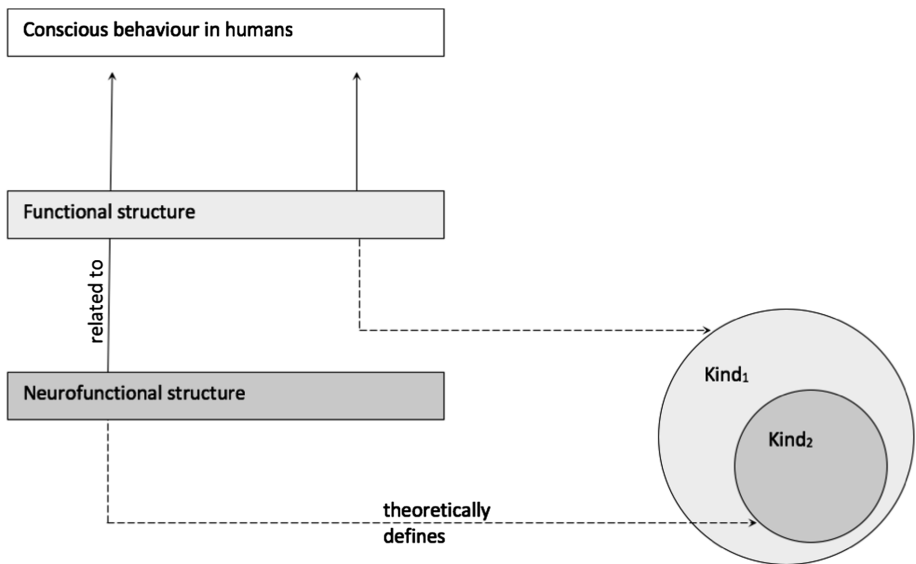 Conscious behaviour in humans
Functional structure
related to
Neurofunctional structure
Kind₁
Kind₂
theoretically
defines